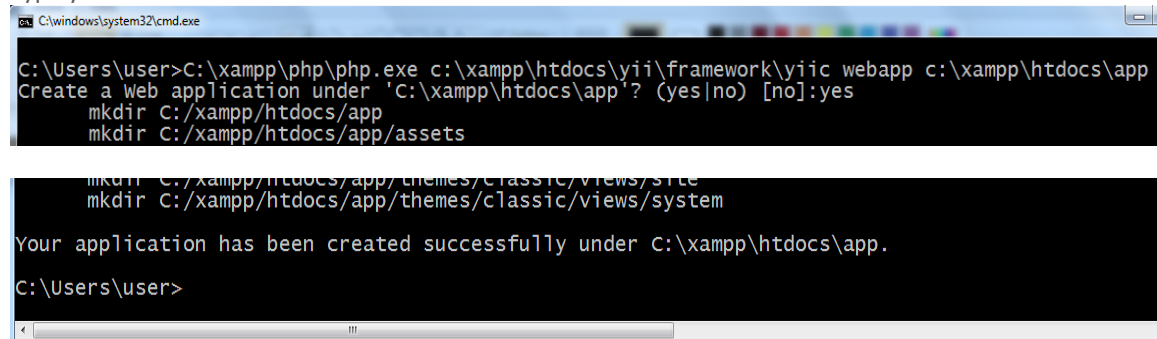 C:\windows\system32\cmd.exe
C:\Users\user>C:\xampp\php\php.exe c:\xampp\htdocs\yii\framework\yiic webapp c:\xampp\htdocs\app
Create a Web application under 'C:\xampp\htdocs\app'? (yes|no) [no]:yes
mkdir C:/xampp/htdocs/app
mkdir C:/xampp/htdocs/app/assets
mkdir C:/xampp/htdocs/app/themes/classic/views/site
mkdir C:/xampp/htdocs/app/themes/classic/views/system
Your application has been created successfully under C:\xampp\htdocs\app.
C:\Users\user>